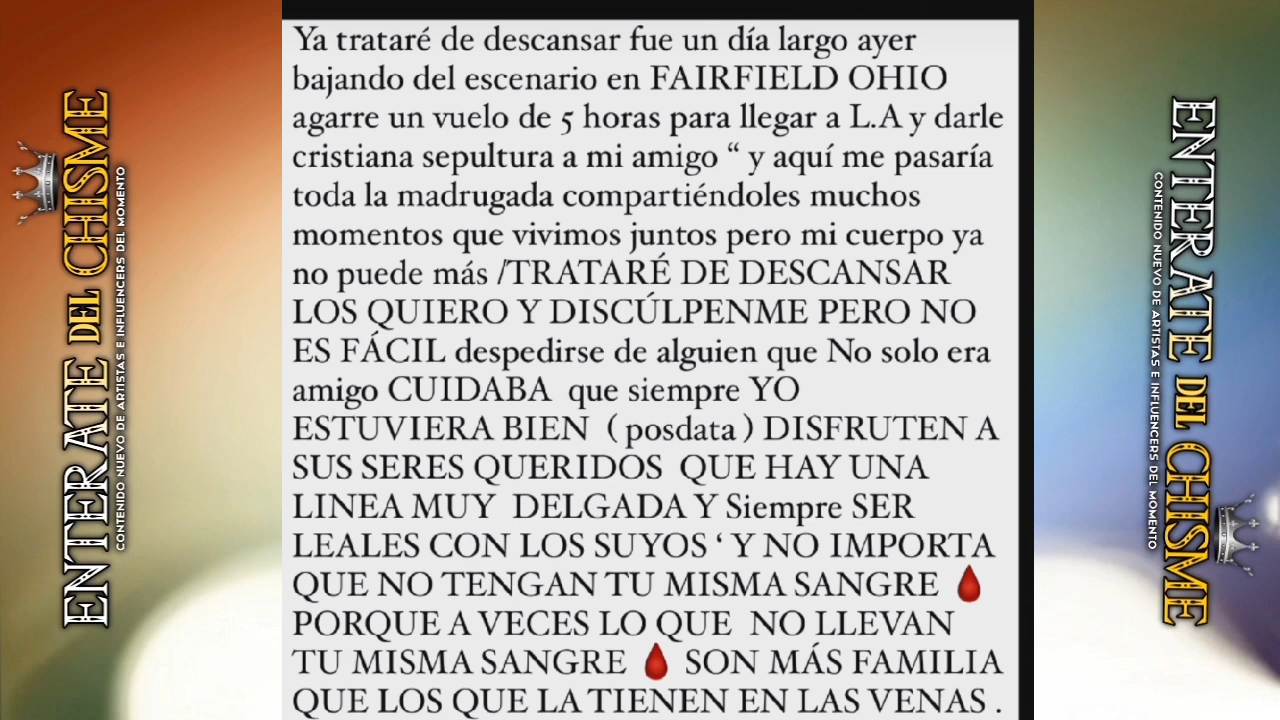 ENTERATE DEL CHISME
CONTENIDO NUEVO DE ARTISTAS E INFLUENCERS DEL MOMENTO
Ya trataré de descansar fue un día largo ayer
bajando del escenario en FAIRFIELD OHIO
agarre un vuelo de 5 horas para llegar a L.A y darle
cristiana sepultura a mi amigo “ y aquí me pasaría
toda la madrugada compartiéndoles muchos
momentos que vivimos juntos pero mi cuerpo ya
no puede más /TRATARÉ DE DESCANSAR
LOS QUIERO Y DISCÚLPENME PERO NO
ES FÁCIL despedirse de alguien que No solo era
amigo CUIDABA  que siempre YO
ESTUVIERA BIEN  ( posdata ) DISFRUTEN A
SUS SERES QUERIDOS  QUE HAY UNA
LINEA MUY  DELGADA Y Siempre SER
LEALES CON LOS SUYOS ‘ Y NO IMPORTA
QUE NO TENGAN TU MISMA SANGRE 🩸
PORQUE A VECES LO QUE  NO LLEVAN
TU MISMA SANGRE 🩸 SON MÁS FAMILIA
QUE LOS QUE LA TIENEN EN LAS VENAS .
ENTERATE DEL CHISME
CONTENIDO NUEVO DE ARTISTAS E INFLUENCERS DEL MOMENTO